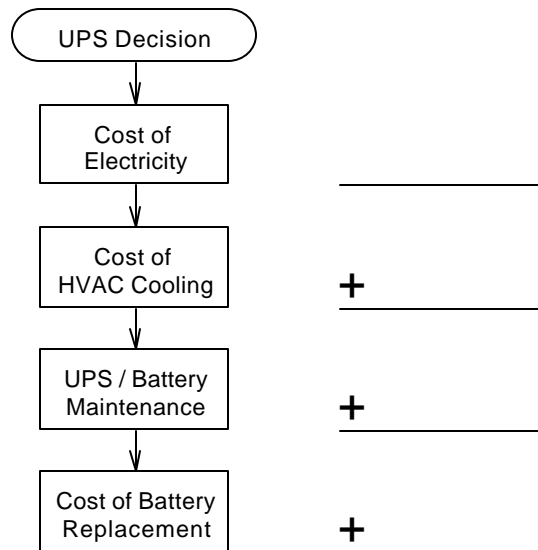 UPS Decision
Cost of
Electricity
Cost of
HVAC Cooling
+
UPS / Battery
Maintenance
+
Cost of Battery
Replacement
+